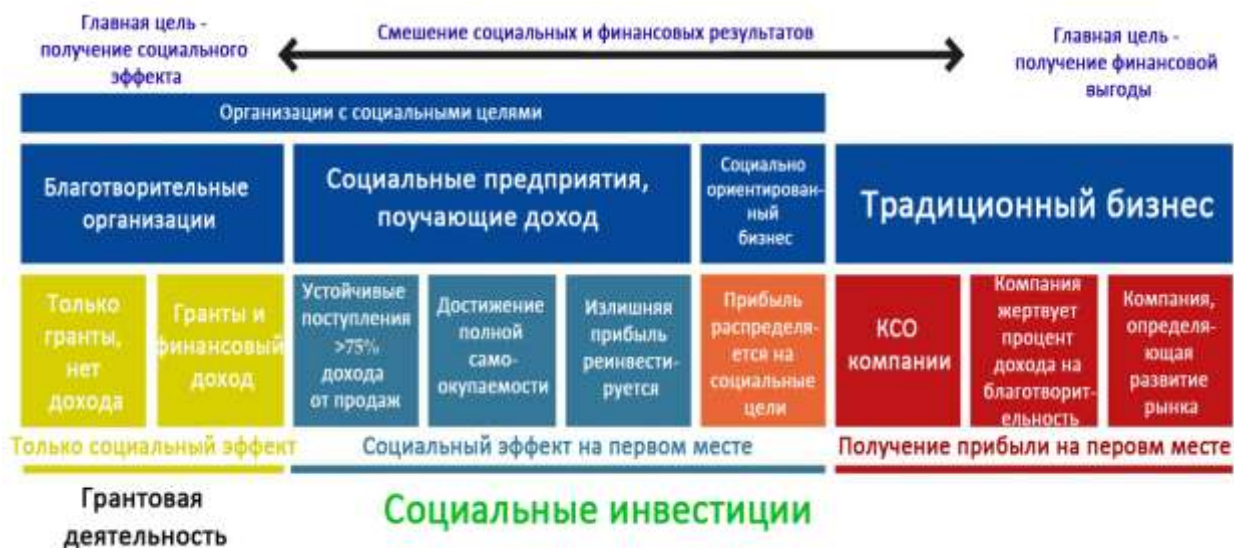 Главная цель -
получение социального
эффекта
Смешение социальных и финансовых результатов
Главная цель -
получение финансовой
выгоды
Организации с социальными целями
Благотворительные
организации
Социальные предприятия,
поучающие доход
Социально
ориентирован-
ный
бизнес
Традиционный бизнес
Только
гранты,
нет
дохода
Гранты и
финансовый
доход
Устойчивые
поступления
>75%
дохода
от продаж
Достижение
полной
само-
окупаемости
Излишняя
прибыль
реинвести-
руется
Прибыль
распределя-
ется на
социальные
цели
КСО
компании
Компания
жертвует
процент
дохода на
благотворит-
ельность
Компания,
определя-
ющая
развитие
рынка
Только социальный эффект
Социальный эффект на первом месте
Получение прибыли на перовм месте
Грантовая
деятельность
Социальные инвестиции